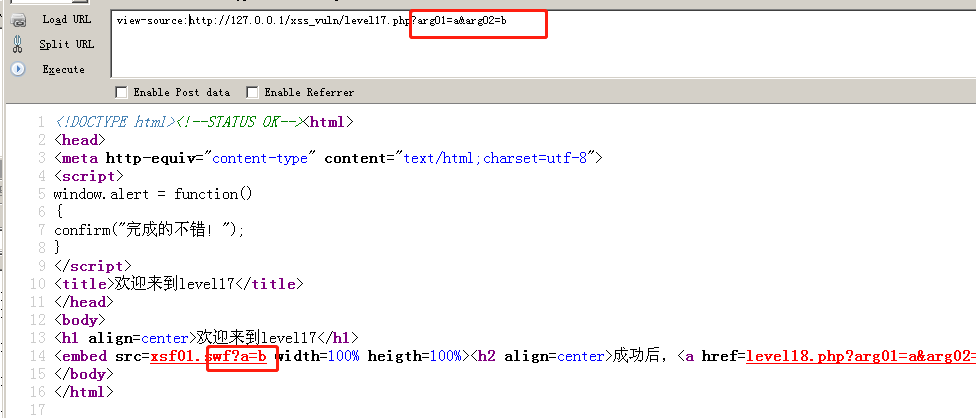 Load URL
view-source:http://127.0.0.1/xss_vuln/level17.php?arg01=a&arg02=b
Split URL
Execute
Enable Post data Enable Referrer
1 <!DOCTYPE html><!--STATUS OK--><html>
2 <head>
3 <meta http-equiv="content-type" content="text/html;charset=utf-8">
4 <script>
5 window.alert = function()
6 {
7 confirm("完成的不错！");
8 }
9 </script>
10 <title>欢迎来到level17</title>
11 </head>
12 <body>
13 <h1 align=center>欢迎来到level17</h1>
14 <embed src=xsf01.swf?a=b width=100% heigth=100%><h2 align=center>成功后，<a href=level18.php?arg01=a&arg02=
15 </body>
16 </html>
17